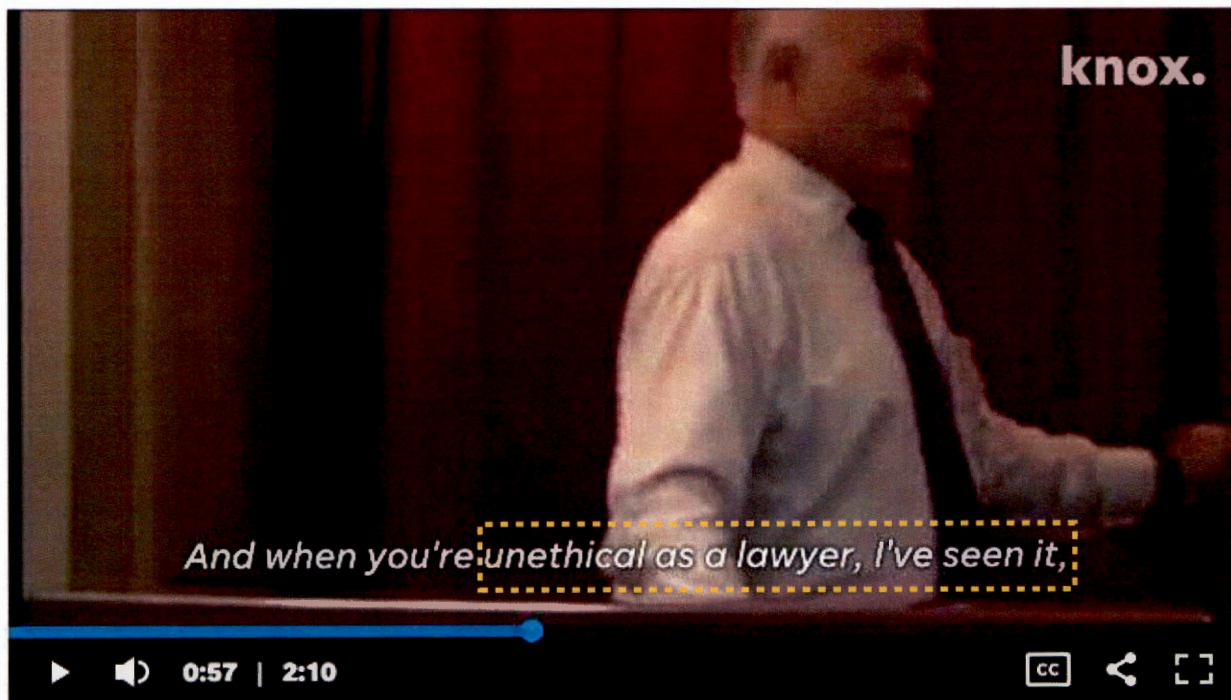 knox.
And when you're unethical as a lawyer, I've seen it,
0:57 | 2:10
CC